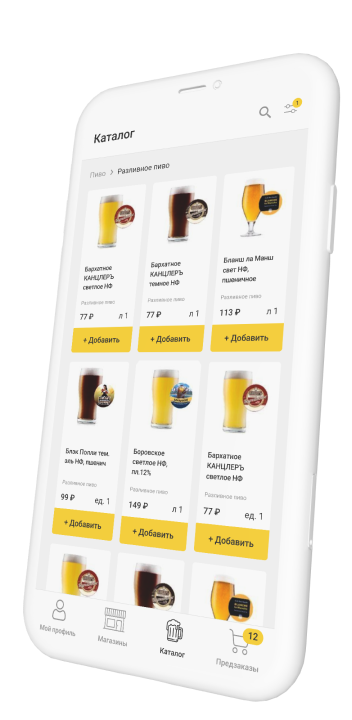 1
Каталог
Пиво > Разливное пиво
Бархатное
КАНЦЛЕРЪ
светлое НФ
Разливное пиво
77 ₽ л 1
+ Добавить
Бархатное
КАНЦЛЕРЪ
темное НФ
Разливное пиво
77 ₽ л 1
+ Добавить
Бланш ла Манш
свет НФ,
пшеничное
Разливное пиво
113 ₽ л 1
+ Добавить
Блэк Попли тем.
эль НФ, пшенич
Разливное пиво
99 ₽ ед. 1
+ Добавить
Боровское
светлое НФ,
пл.12%
Разливное пиво
149 ₽ л 1
+ Добавить
Бархатное
КАНЦЛЕРЪ
светлое НФ
Разливное пиво
77 ₽ ед. 1
+ Добавить
Мой профиль
Магазины
Каталог
12
Предзаказы